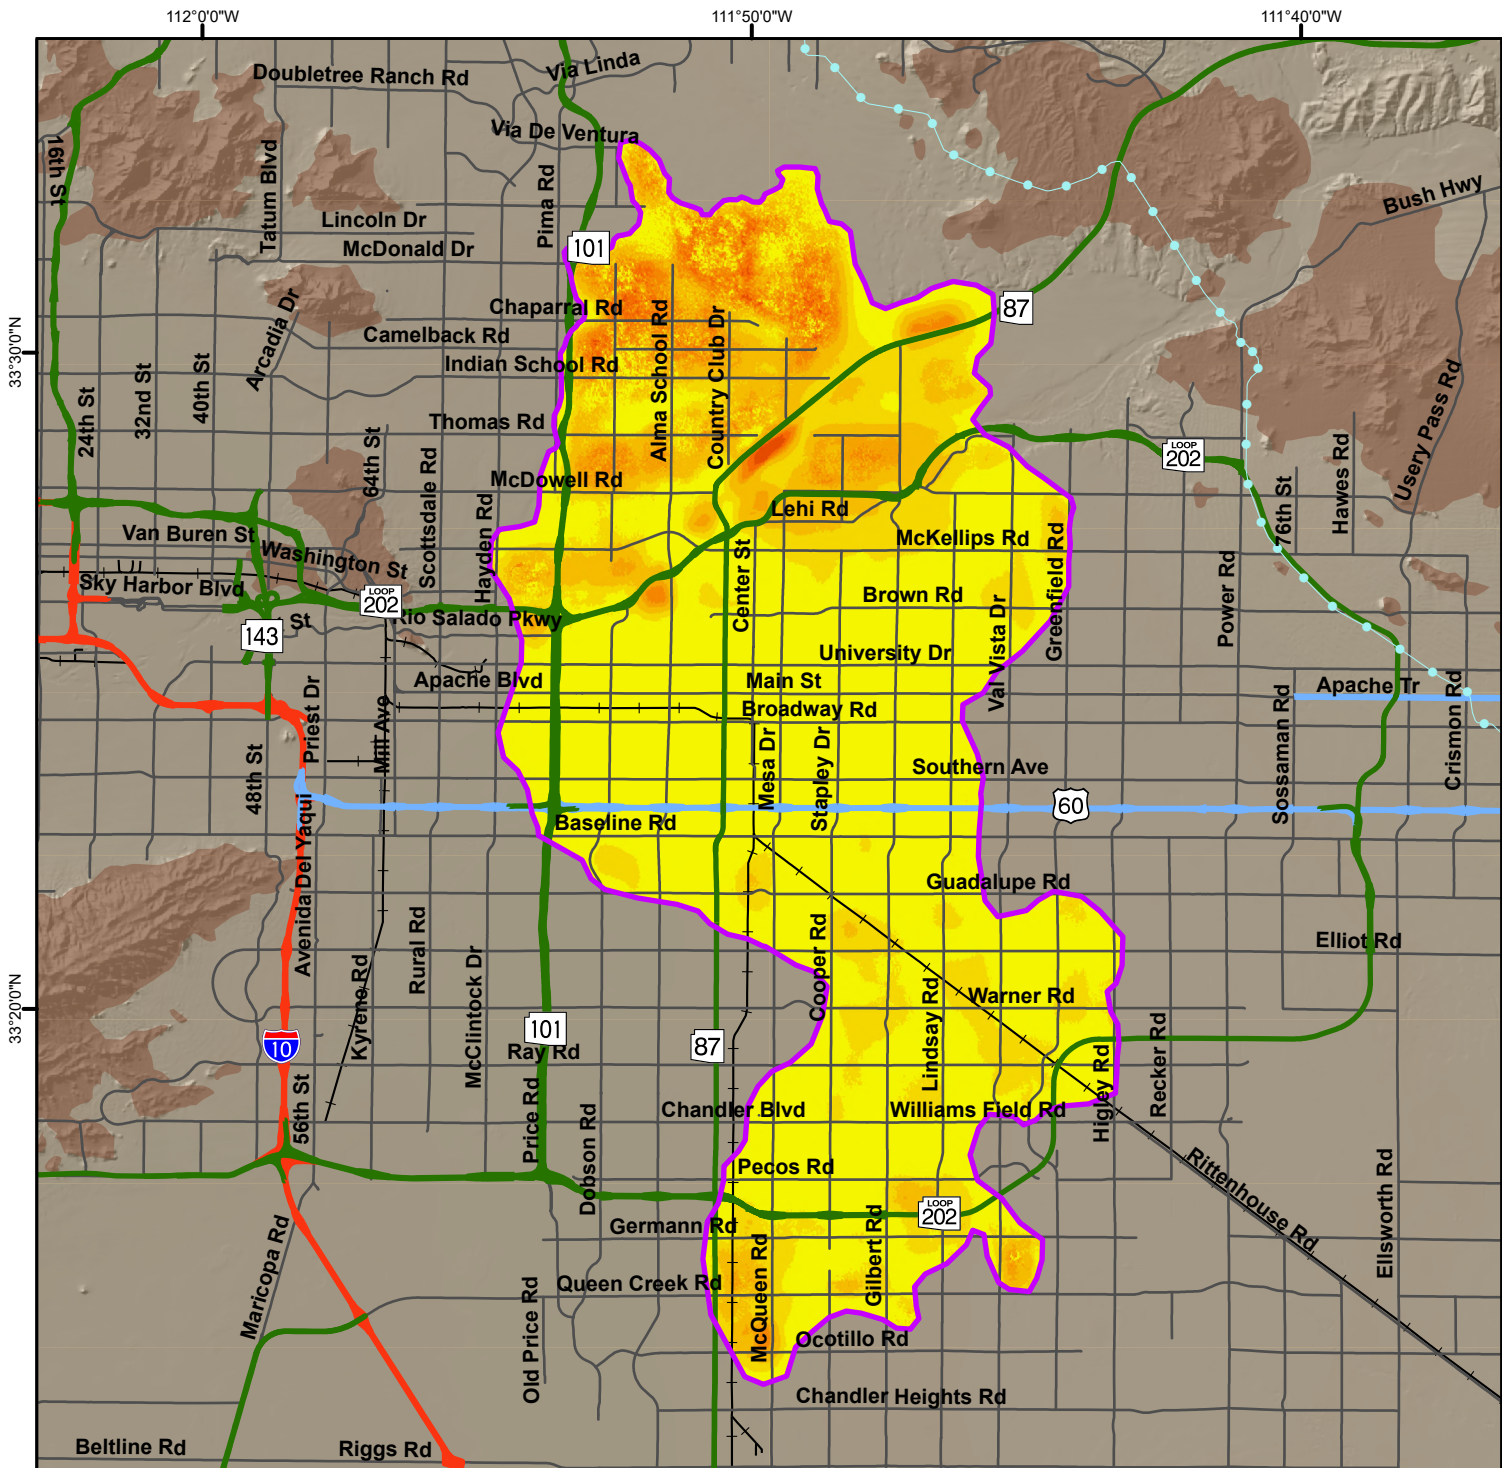 112°0'0"W
111°50'0"W
111°40'0"W
33°30'0"N
33°20'0"N
Doubletree Ranch Rd
Via Linda
Via De Ventura
16th St
Tatum Blvd
Pima Rd
Lincoln Dr
McDonald Dr
101
Bush Hwy
Arcadia Dr
Chaparral Rd
Camelback Rd
Indian School Rd
Alma School Rd
Country Club Dr
87
24th St
32nd St
40th St
Thomas Rd
Usery Pass Rd
64th St
Scottsdale Rd
McDowell Rd
LOOP
202
Hayden Rd
Lehi Rd
76th St
Hawes Rd
Van Buren St
Washington St
McKellips Rd
Greenfield Rd
Sky Harbor Blvd
LOOP
202
Center St
Brown Rd
Power Rd
Rio Salado Pkwy
St
143
Val Vista Dr
University Dr
Apache Blvd
Main St
Apache Tr
Priest Dr
Mill Ave
Broadway Rd
Sossaman Rd
Crismon Rd
48th St
Mesa Dr
Stapley Dr
Southern Ave
60
Avenida Del Yaqui
Baseline Rd
Guadalupe Rd
Rural Rd
Kyrene Rd
McClintock Dr
Cooper Rd
Elliot Rd
Warner Rd
Lindsay Rd
10
101
Ray Rd
87
Higley Rd
Recker Rd
56th St
Price Rd
Dobson Rd
Chandler Blvd
Williams Field Rd
Pecos Rd
Rittenhouse Rd
Ellsworth Rd
LOOP
202
Germann Rd
McQueen Rd
Gilbert Rd
Maricopa Rd
Queen Creek Rd
Old Price Rd
Ocotillo Rd
Chandler Heights Rd
Beltline Rd
Riggs Rd